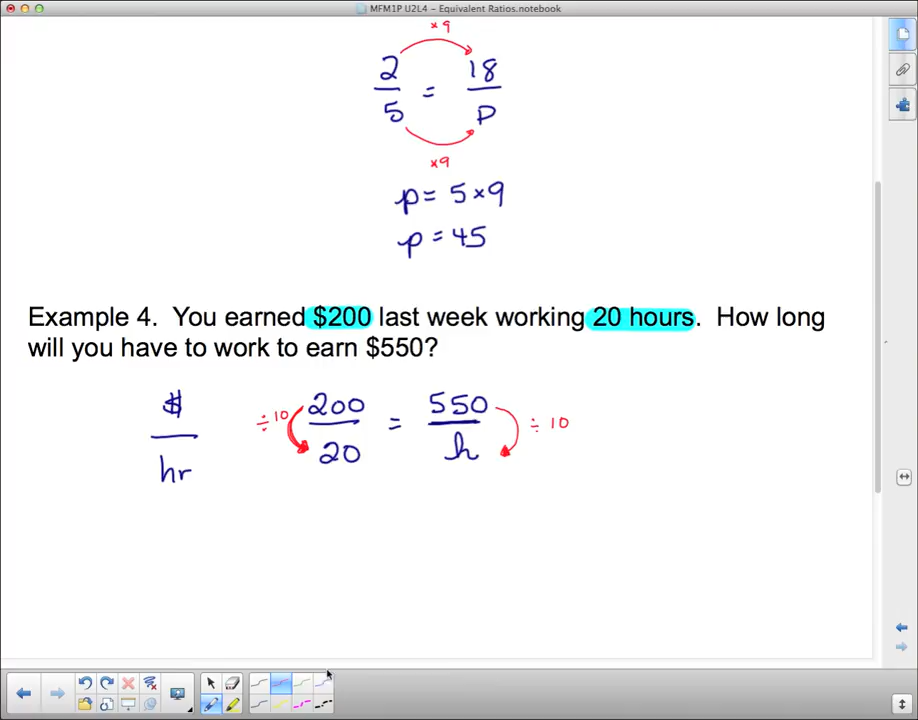 MFM1P U2L4 - Equivalent Ratios.notebook
×9
2/5 = 18/p
×9
p = 5×9
p = 45
Example 4. You earned $200 last week working 20 hours. How long
will you have to work to earn $550?
$/hr ÷10 200/20 = 550/h ÷10